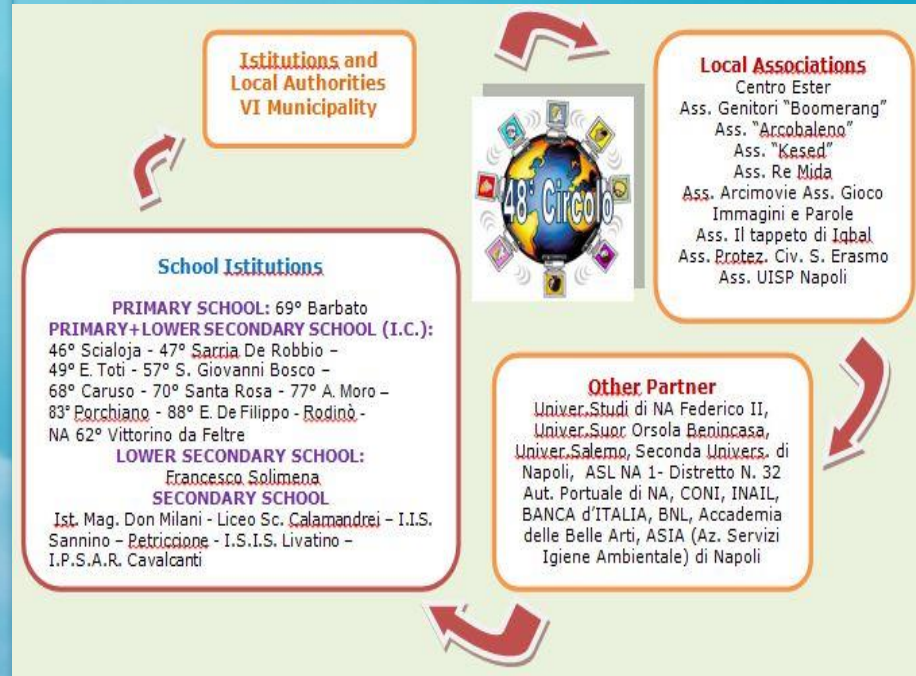 Istitutions and
Local Authorities
VI Municipality
48° Circolo
Local Associations
Centro Ester
Ass. Genitori “Boomerang”
Ass. “Arcobaleno”
Ass. “Kesed”
Ass. Re Mida
Ass. Arcimovie Ass. Gioco
Immagini e Parole
Ass. Il tappeto di Iqbal
Ass. Protez. Civ. S. Erasmo
Ass. UISP Napoli
School Istitutions
PRIMARY SCHOOL: 69° Barbato
PRIMARY+LOWER SECONDARY SCHOOL (I.C.):
46° Scialoja - 47° Sarria De Robbio –
49° E. Toti - 57° S. Giovanni Bosco –
68° Caruso - 70° Santa Rosa - 77° A. Moro –
83° Porchiano - 88° E. De Filippo - Rodinò -
NA 62° Vittorino da Feltre
LOWER SECONDARY SCHOOL:
Francesco Solimena
SECONDARY SCHOOL
Ist. Mag. Don Milani - Liceo Sc. Calamandrei – I.I.S.
Sannino – Petriccione - I.S.I.S. Livatino –
I.P.S.A.R. Cavalcanti
Other Partner
Univer.Studi di NA Federico II,
Univer.Suor Orsola Benincasa,
Univer.Salerno, Seconda Univers. di
Napoli, ASL NA 1- Distretto N. 32
Aut. Portuale di NA, CONI, INAIL,
BANCA d’ITALIA, BNL, Accademia
delle Belle Arti, ASIA (Az. Servizi
Igiene Ambientale) di Napoli